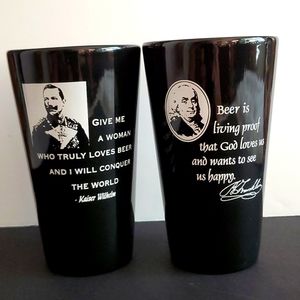 GIVE ME
A WOMAN
WHO TRULY LOVES BEER
AND I WILL CONQUER
THE WORLD
- Kaiser Wilhelm
Beer is
living proof
that God loves us
and wants to see
us happy.
B Franklin